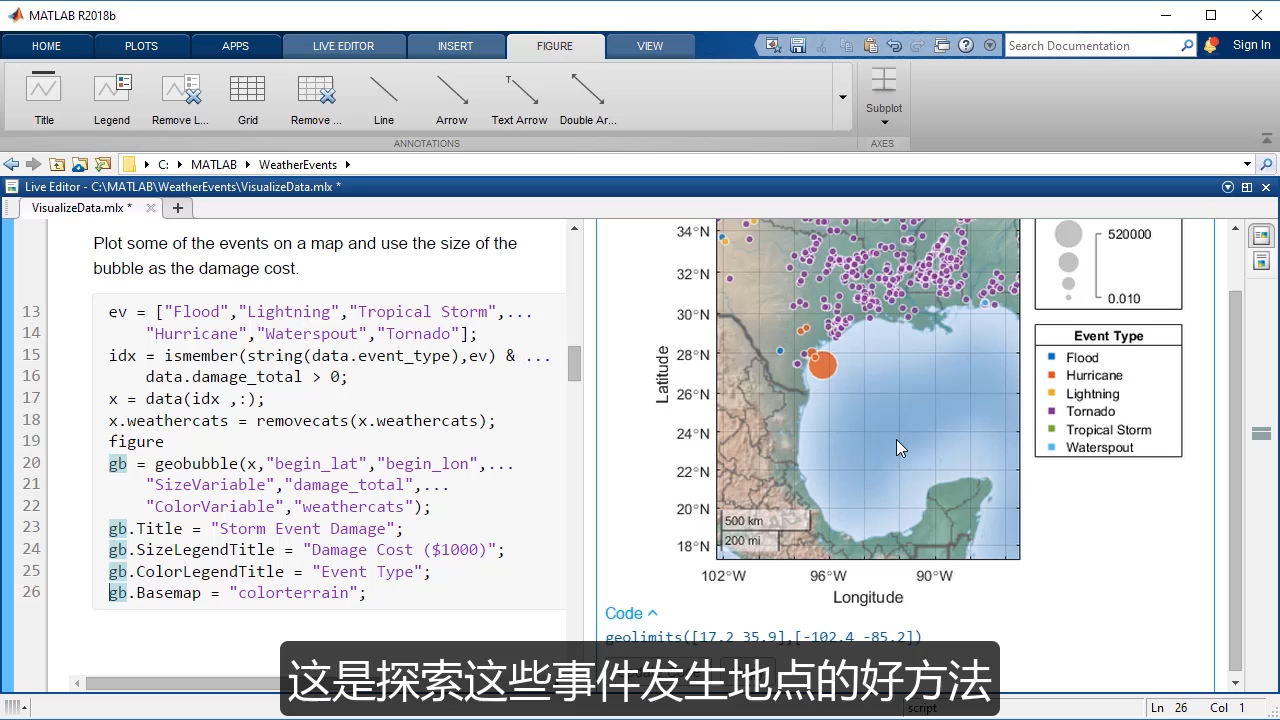 MATLAB R2018b
HOME PLOTS APPS LIVE EDITOR INSERT FIGURE VIEW
Search Documentation
Sign In
Title Legend Remove L... Grid Remove ... Line Arrow Text Arrow Double Ar... Subplot
ANNOTATIONS AXES
C: MATLAB WeatherEvents
Live Editor - C:\MATLAB\WeatherEvents\VisualizeData.mlx *
VisualizeData.mlx *
Plot some of the events on a map and use the size of the
bubble as the damage cost.
13 ev = ["Flood","Lightning","Tropical Storm",...
14 "Hurricane","Waterspout","Tornado"];
15 idx = ismember(string(data.event_type),ev) & ...
16 data.damage_total > 0;
17 x = data(idx ,:);
18 x.weathercats = removecats(x.weathercats);
19 figure
20 gb = geobubble(x,"begin_lat","begin_lon",...
21 "SizeVariable","damage_total",...
22 "ColorVariable","weathercats");
23 gb.Title = "Storm Event Damage";
24 gb.SizeLegendTitle = "Damage Cost ($1000)";
25 gb.ColorLegendTitle = "Event Type";
26 gb.Basemap = "colorterrain";
Latitude
34°N
32°N
30°N
28°N
26°N
24°N
22°N
20°N
18°N
500 km
200 mi
102°W 96°W 90°W
Longitude
520000
0.010
Event Type
Flood
Hurricane
Lightning
Tornado
Tropical Storm
Waterspout
Code
geolimits([17.2 35.9],[-102.4 -85.2])
这是探索这些事件发生地点的好方法
script
Ln 26 Col 1